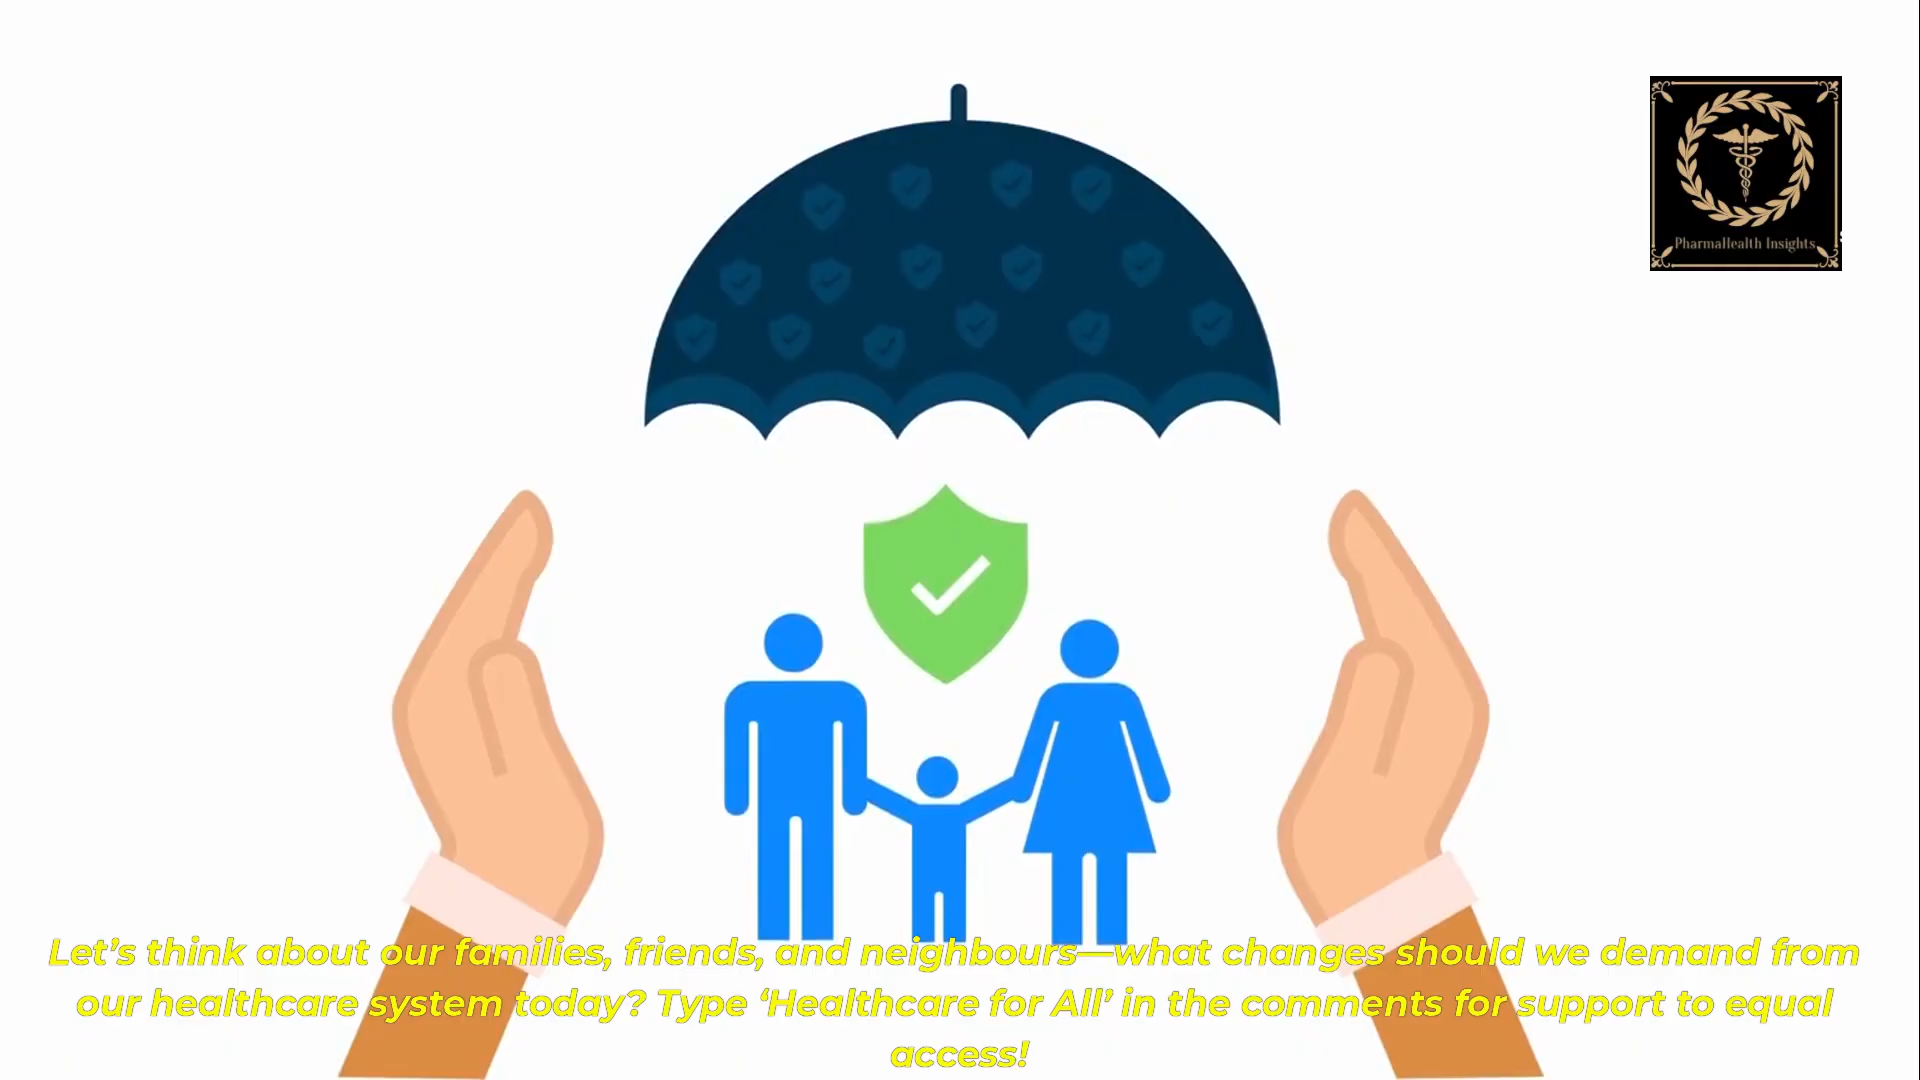 PharmaHealth Insights
Let’s think about our families, friends, and neighbours—what changes should we demand from
our healthcare system today? Type ‘Healthcare for All’ in the comments for support to equal
access!